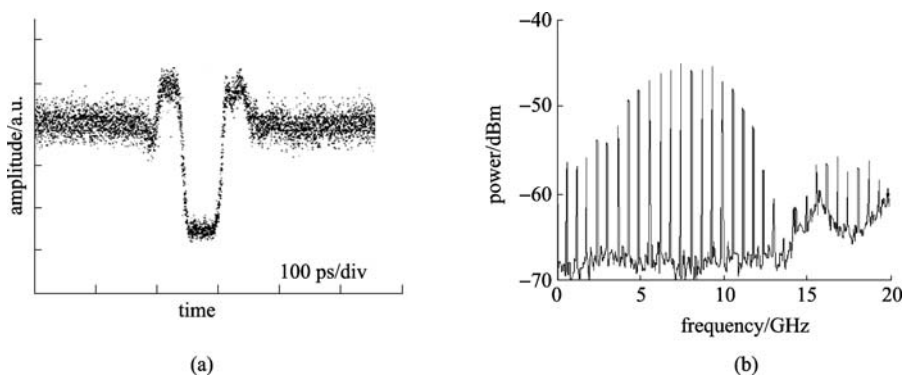 amplitude/a.u.
100 ps/div
time
(a)
−40
−50
−60
−70
power/dBm
0
5
10
15
20
frequency/GHz
(b)